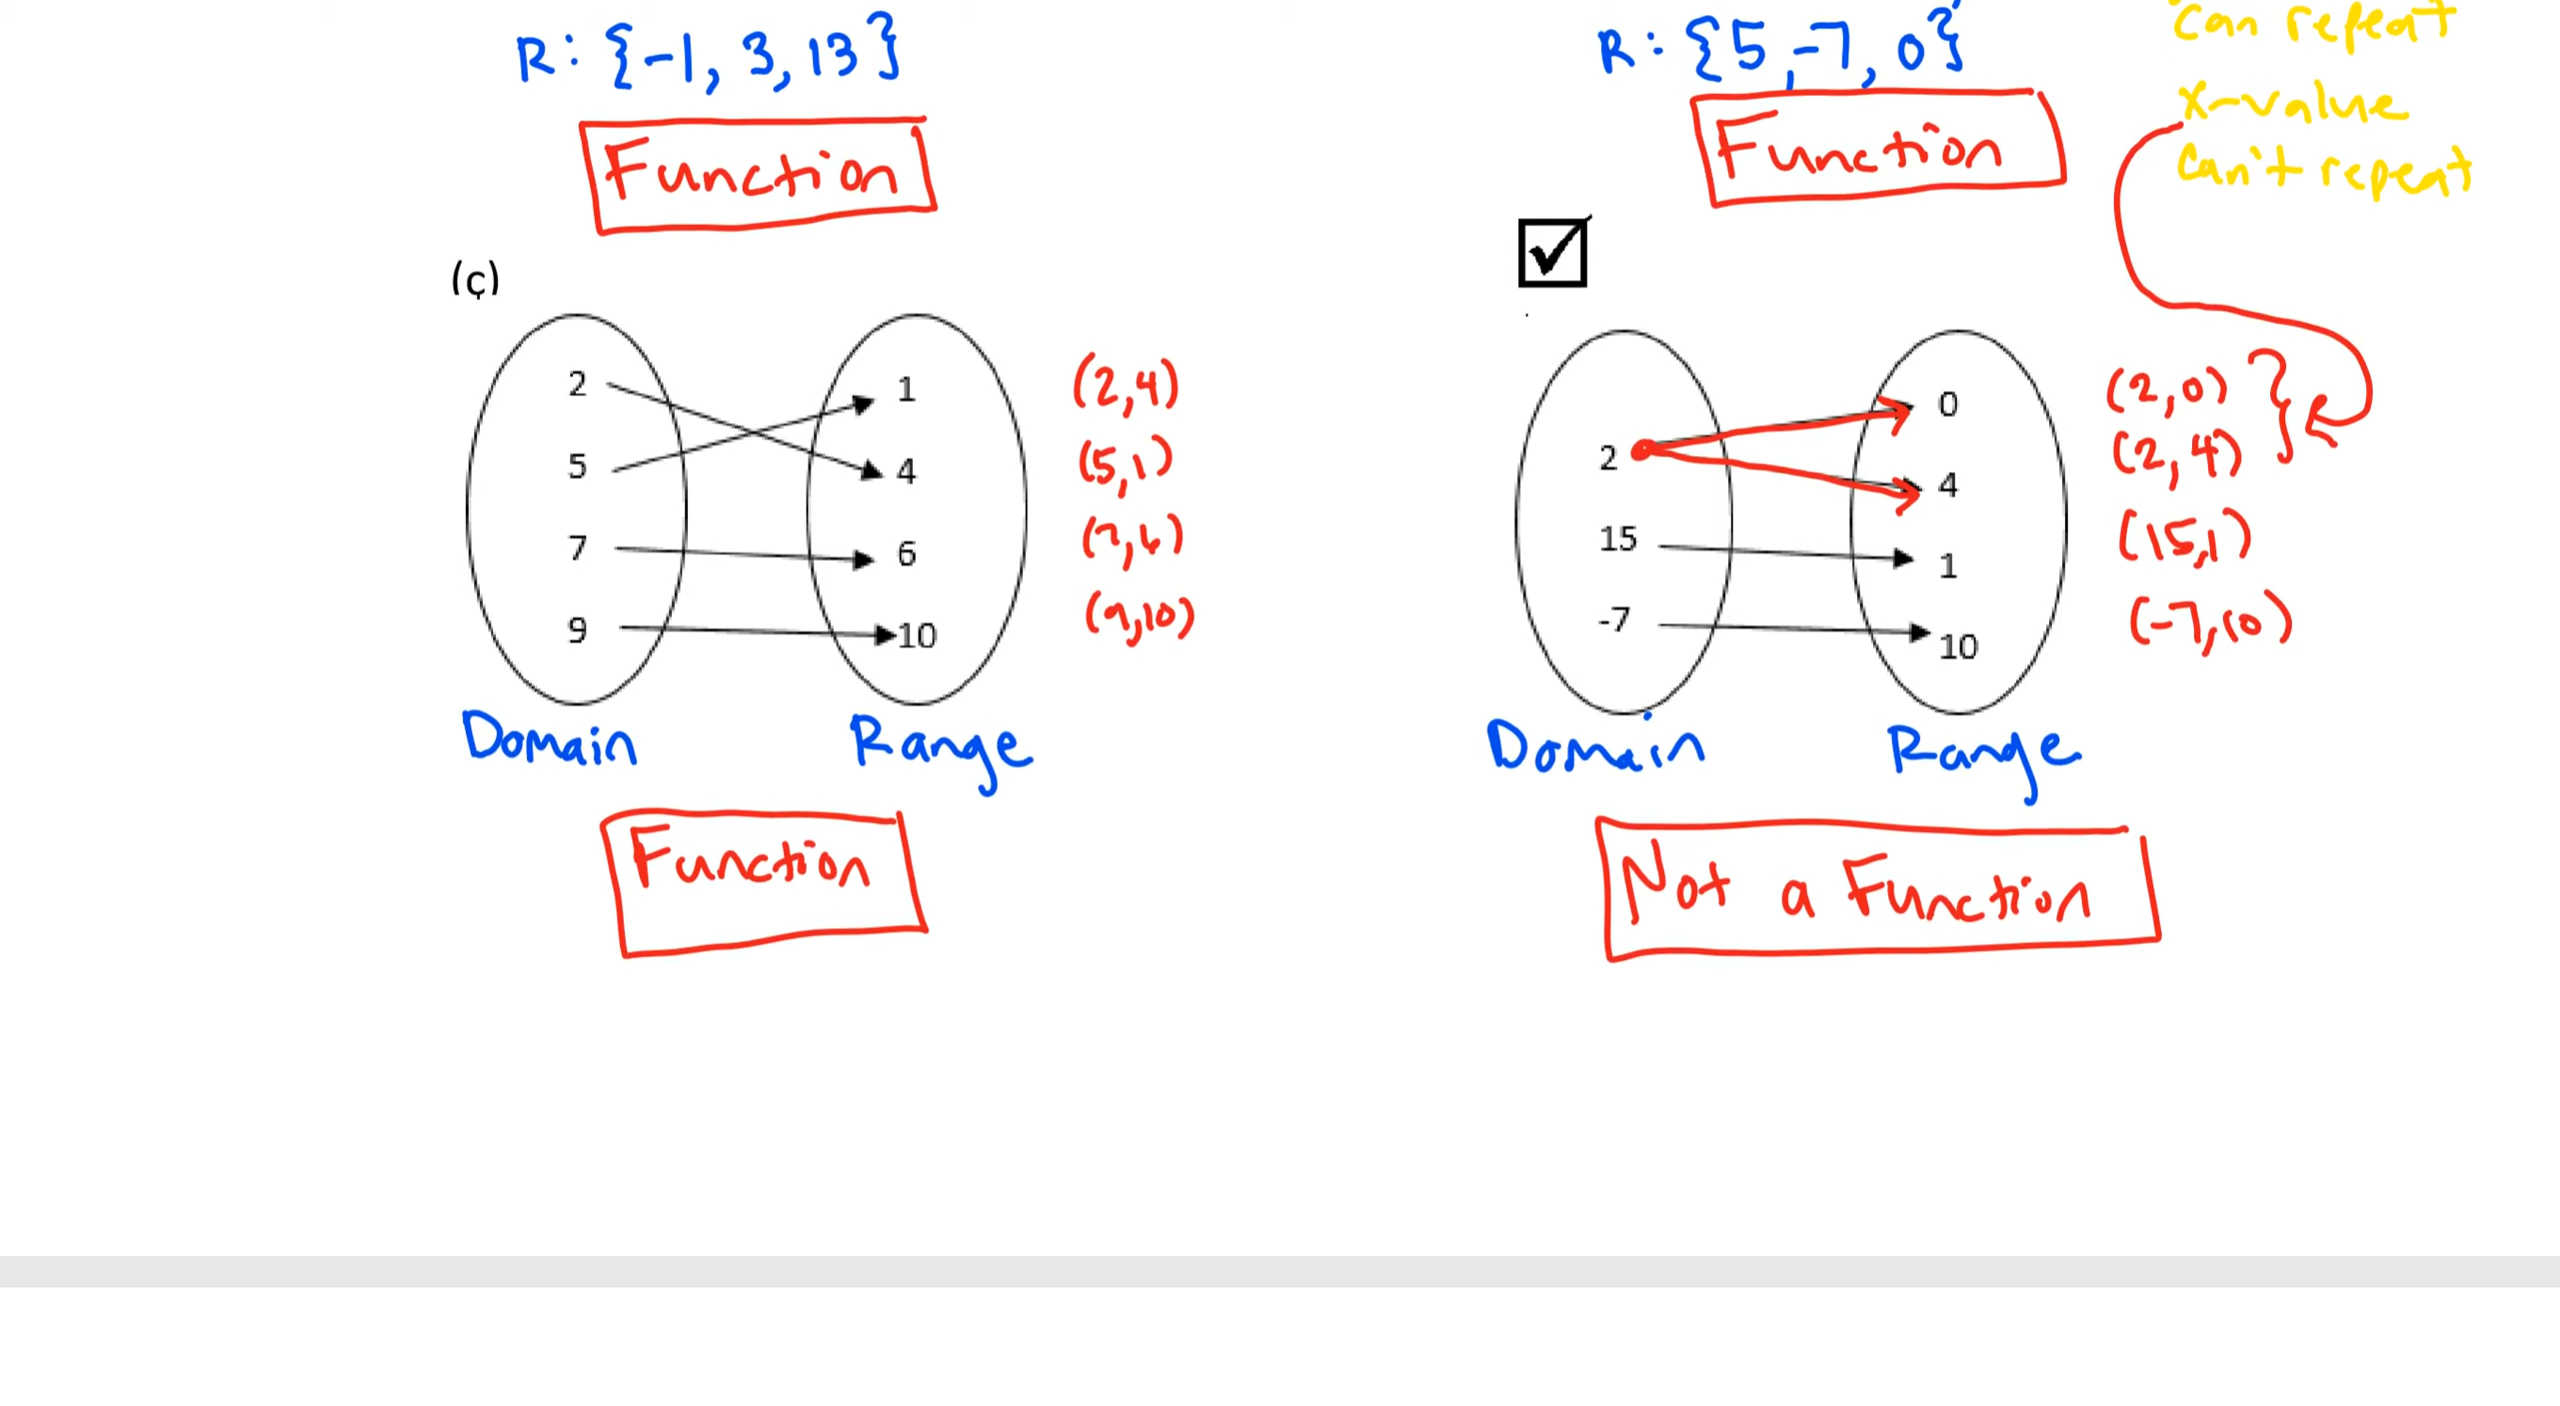 R: {-1, 3, 13}
Function
R: {5, -7, 0}
Function
can repeat
x-value
can't repeat
(c)
2
5
7
9
1
4
6
10
(2,4)
(5,1)
(7,6)
(9,10)
Domain
Range
Function
2
15
-7
0
4
1
10
(2,0)
(2,4)
(15,1)
(-7,10)
Domain
Range
Not a Function